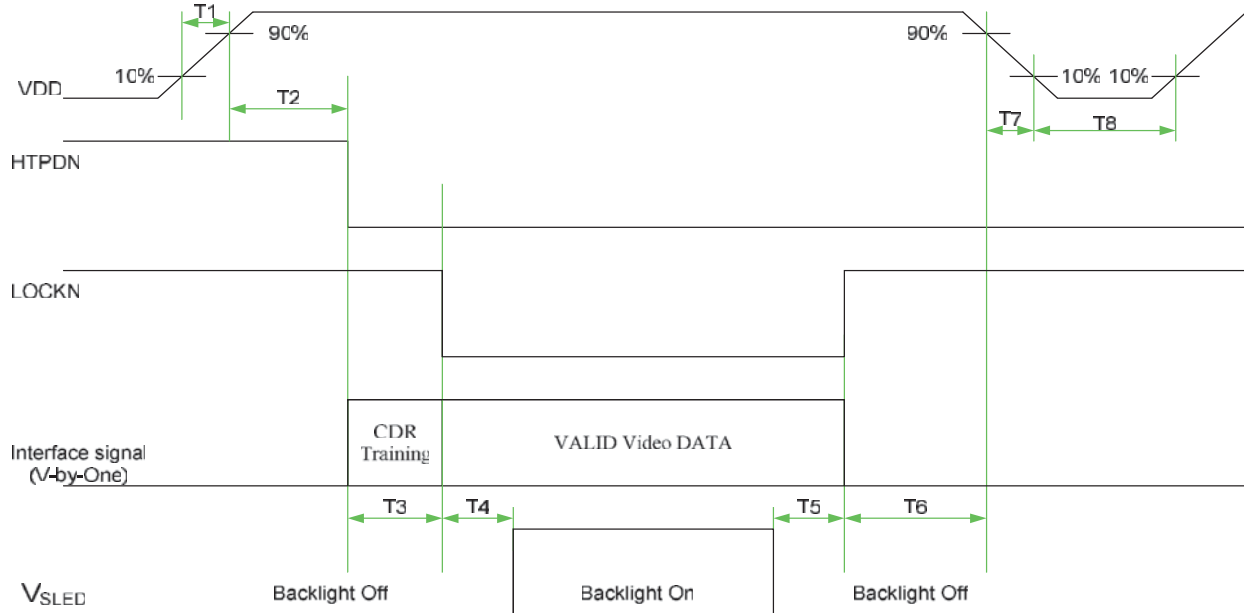 T1
90%
90%
10%
10% 10%
VDD
T2
T7
T8
HTPDN
LOCKN
CDR
Training
VALID Video DATA
Interface signal
(V-by-One)
T3
T4
T5
T6
VSLED
Backlight Off
Backlight On
Backlight Off